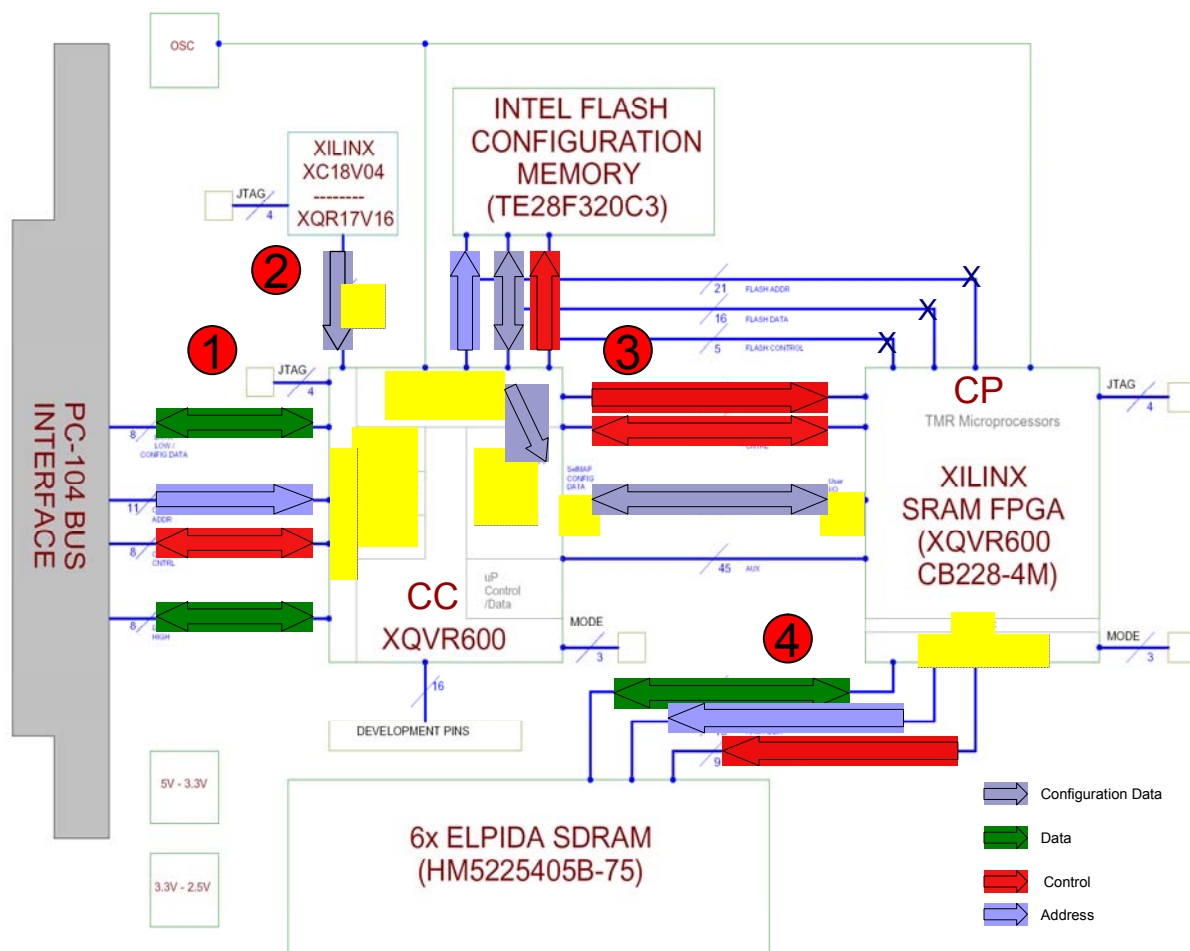 OSC
INTEL FLASH
CONFIGURATION
MEMORY
(TE28F320C3)
XILINX
XC18V04
--------
XQR17V16
JTAG
4
2
21
FLASH ADDR
16
FLASH DATA
5
FLASH CONTROL
X
X
X
1
3
JTAG
4
PC-104 BUS
INTERFACE
8
LOW /
CONFIG DATA
11
ADDR
8
CNTRL
8
HIGH
CP
TMR Microprocessors
JTAG
4
CNTRL
SelMAP
CONFIG
DATA
User
I/O
XILINX
SRAM FPGA
(XQVR600
CB228-4M)
45
AUX
uP
Control
/Data
CC
XQVR600
MODE
3
4
MODE
3
16
DEVELOPMENT PINS
9
5V - 3.3V
3.3V - 2.5V
6x ELPIDA SDRAM
(HM5225405B-75)
Configuration Data
Data
Control
Address